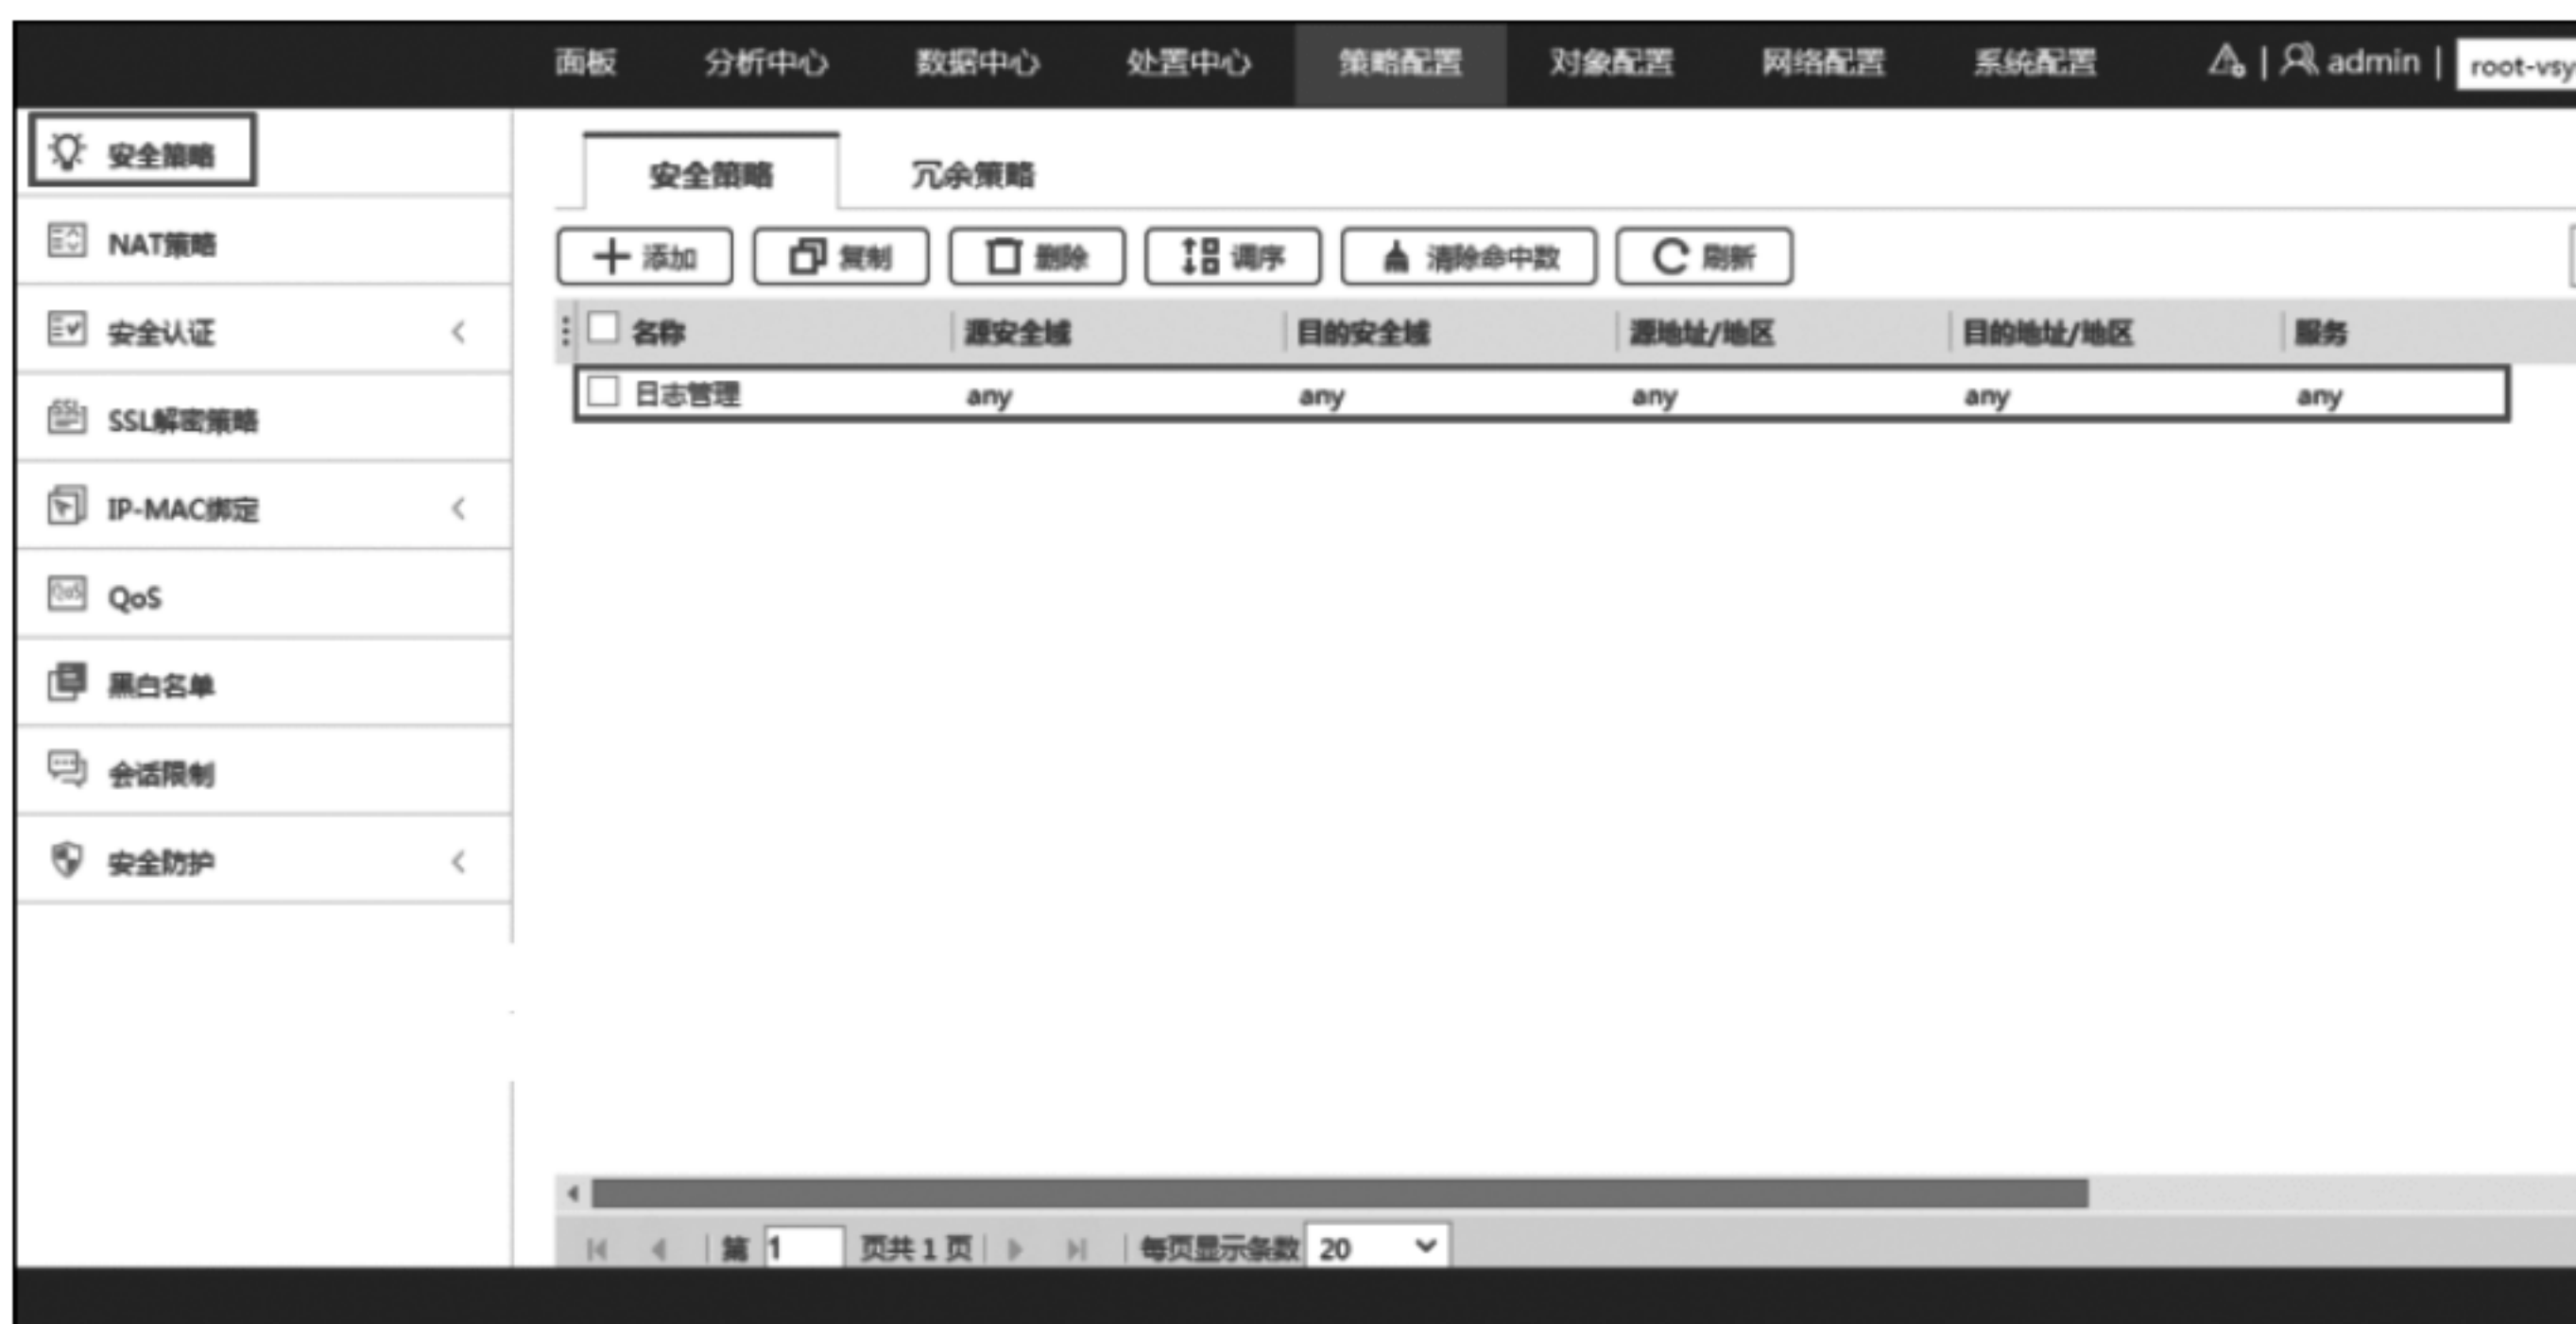 面板 分析中心 数据中心 处置中心 策略配置 对象配置 网络配置 系统配置 | admin | root-vsy
安全策略
NAT策略
安全认证
SSL解密策略
IP-MAC绑定
QoS
黑白名单
会话限制
安全防护
安全策略 冗余策略
添加 复制 删除 调序 清除命中数 刷新
名称 源安全域 目的安全域 源地址/地区 目的地址/地区 服务
日志管理 any any any any any
第 1 页共 1 页 每页显示条数 20